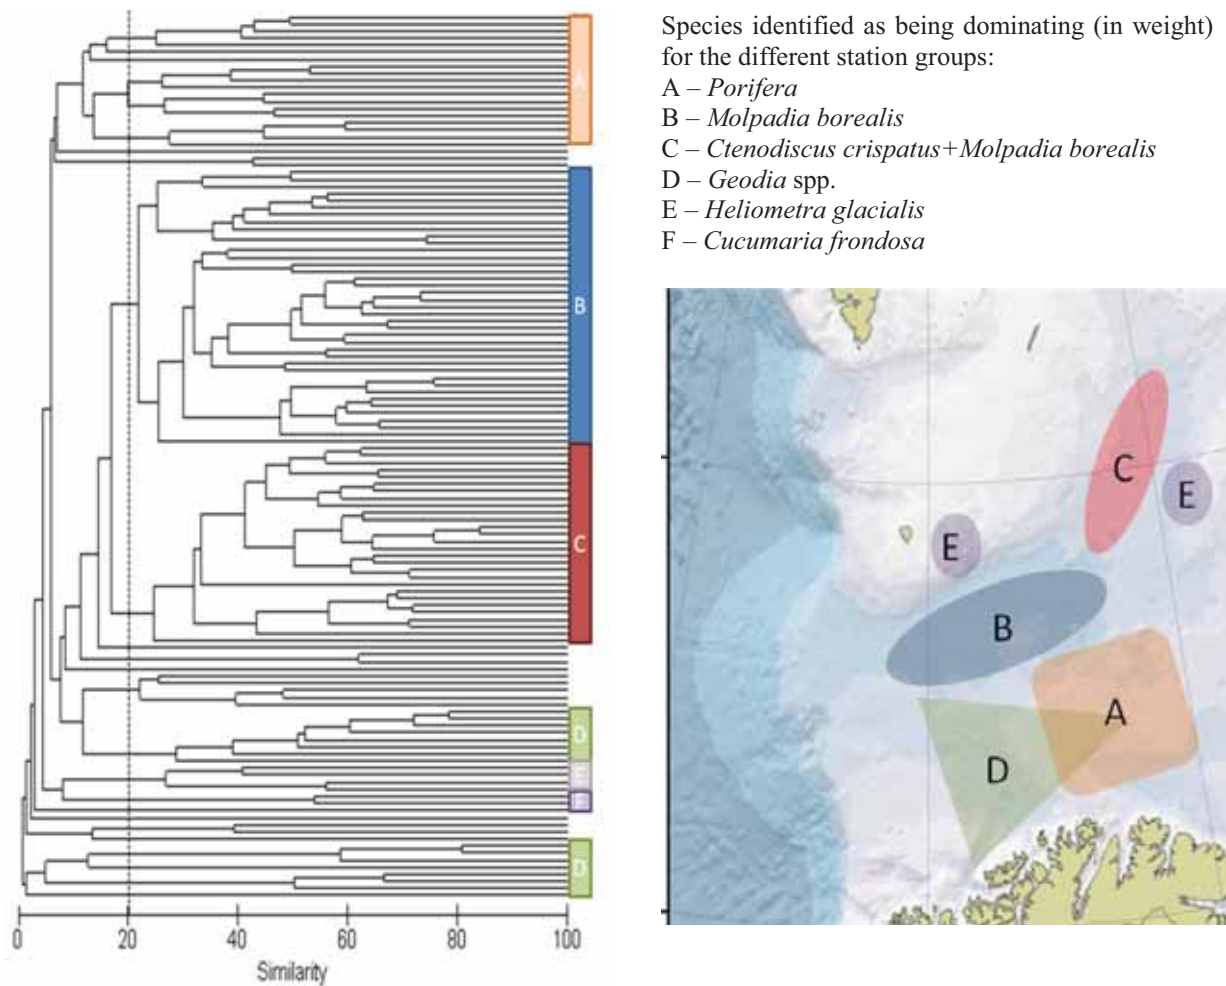 Species identified as being dominating (in weight)
for the different station groups:
A – Porifera
B – Molpadia borealis
C – Ctenodiscus crispatus+Molpadia borealis
D – Geodia spp.
E – Heliometra glacialis
F – Cucumaria frondosa
A
B
C
D
D
0 20 40 60 80 100
Similarity
C
E
E
B
A
D